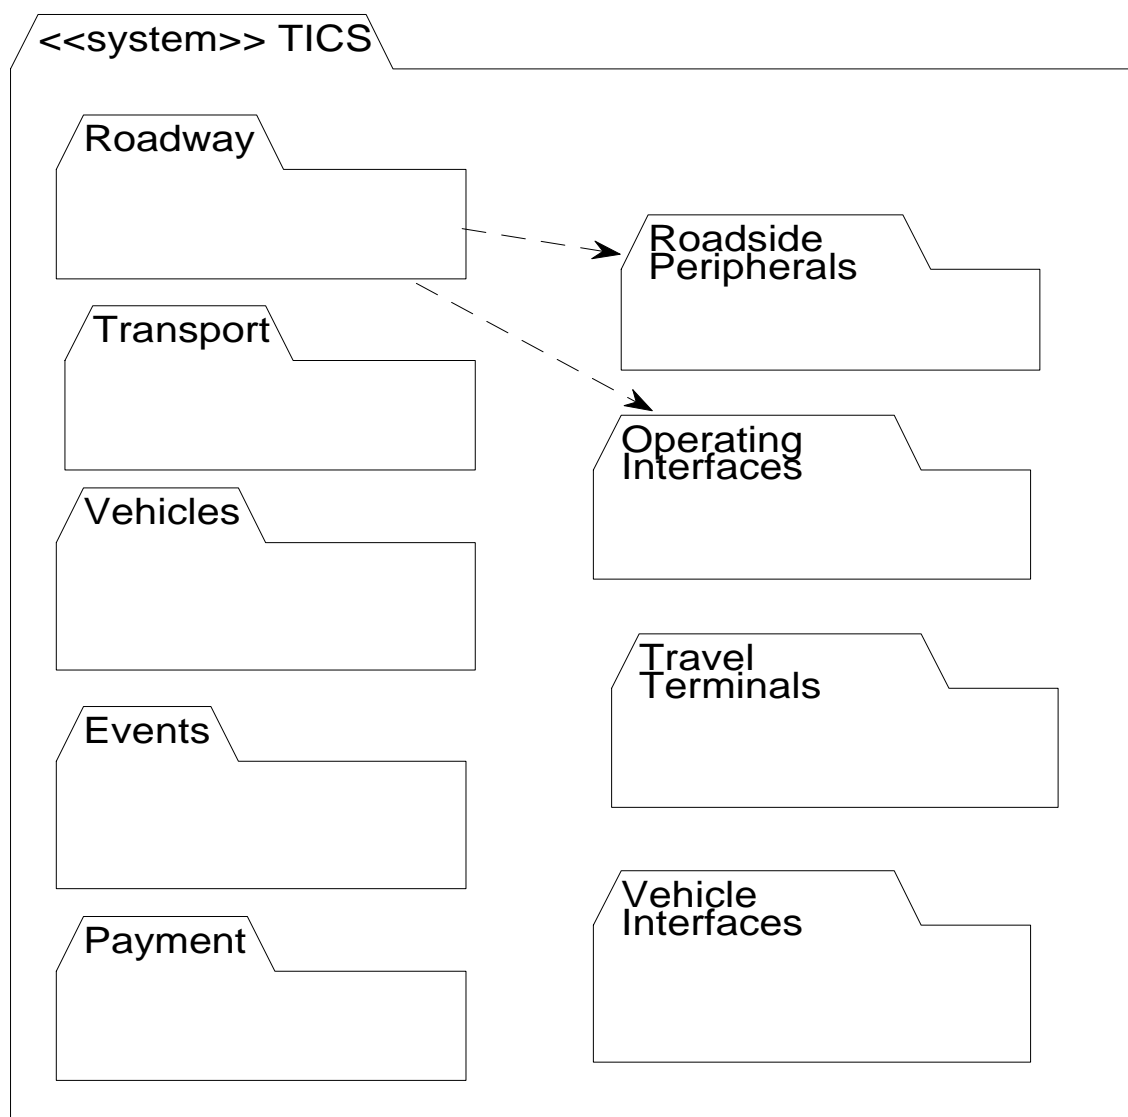 <<system>> TICS
Roadway
Roadside
Peripherals
Transport
Operating
Interfaces
Vehicles
Travel
Terminals
Events
Vehicle
Interfaces
Payment